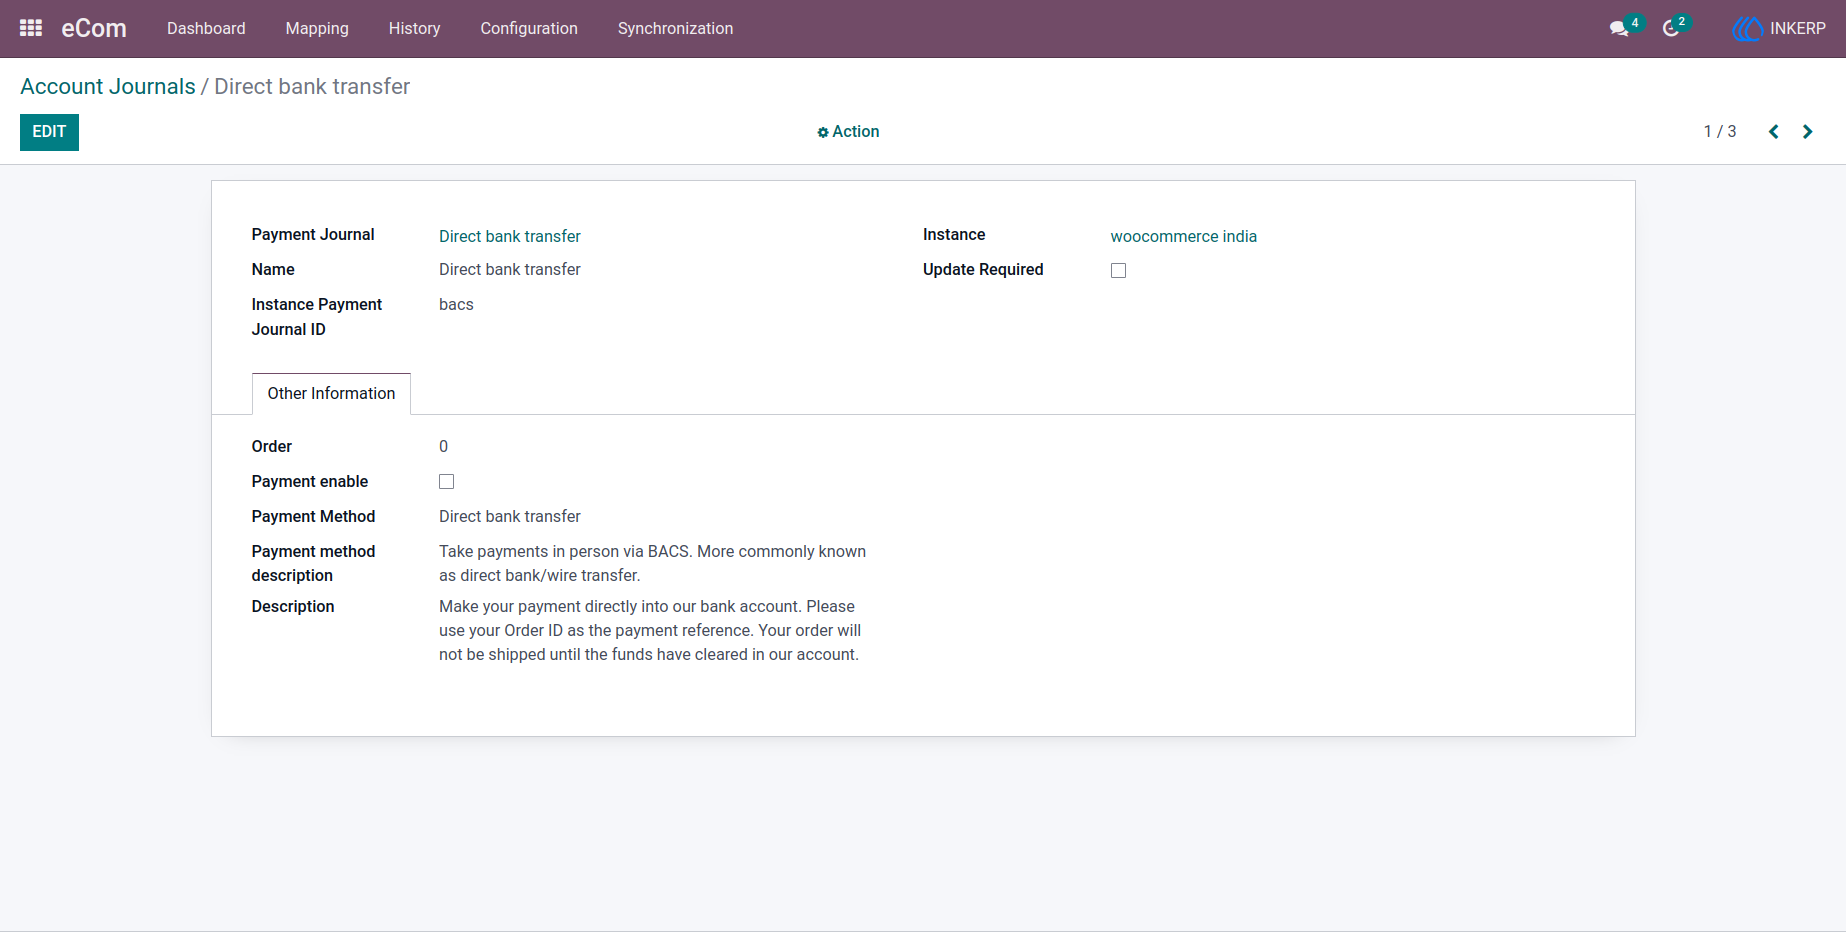 eCom Dashboard Mapping History Configuration Synchronization 4 2 INKERP
Account Journals / Direct bank transfer
EDIT Action 1 / 3
Payment Journal Direct bank transfer Instance woocommerce india
Name Direct bank transfer Update Required
Instance Payment bacs
Journal ID
Other Information
Order 0
Payment enable
Payment Method Direct bank transfer
Payment method Take payments in person via BACS. More commonly known
description as direct bank/wire transfer.
Description Make your payment directly into our bank account. Please
use your Order ID as the payment reference. Your order will
not be shipped until the funds have cleared in our account.